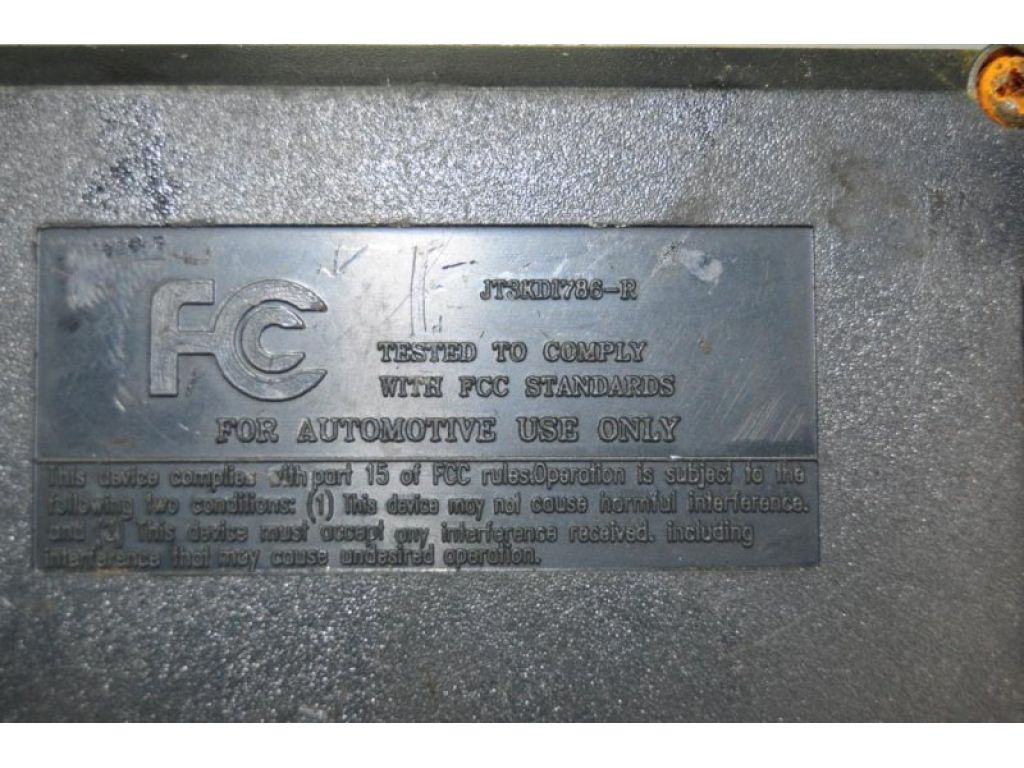 FC
JT3KD1786-R
TESTED TO COMPLY
WITH FCC STANDARDS
FOR AUTOMOTIVE USE ONLY
This device complies with part 15 of FCC rules.Operation is subject to the
following two conditions: (1) This device may not cause harmful interference.
and (2) This device must accept any interference received. including
interference that may cause undesired operation.